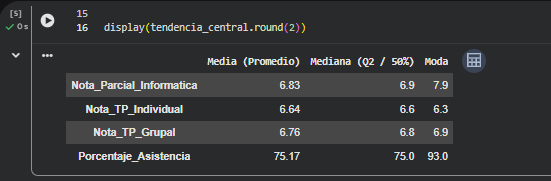 [5]
0 s
15
16 display(tendencia_central.round(2))
Media (Promedio) Mediana (Q2 / 50%) Moda
Nota_Parcial_Informatica 6.83 6.9 7.9
Nota_TP_Individual 6.64 6.6 6.3
Nota_TP_Grupal 6.76 6.8 6.9
Porcentaje_Asistencia 75.17 75.0 93.0